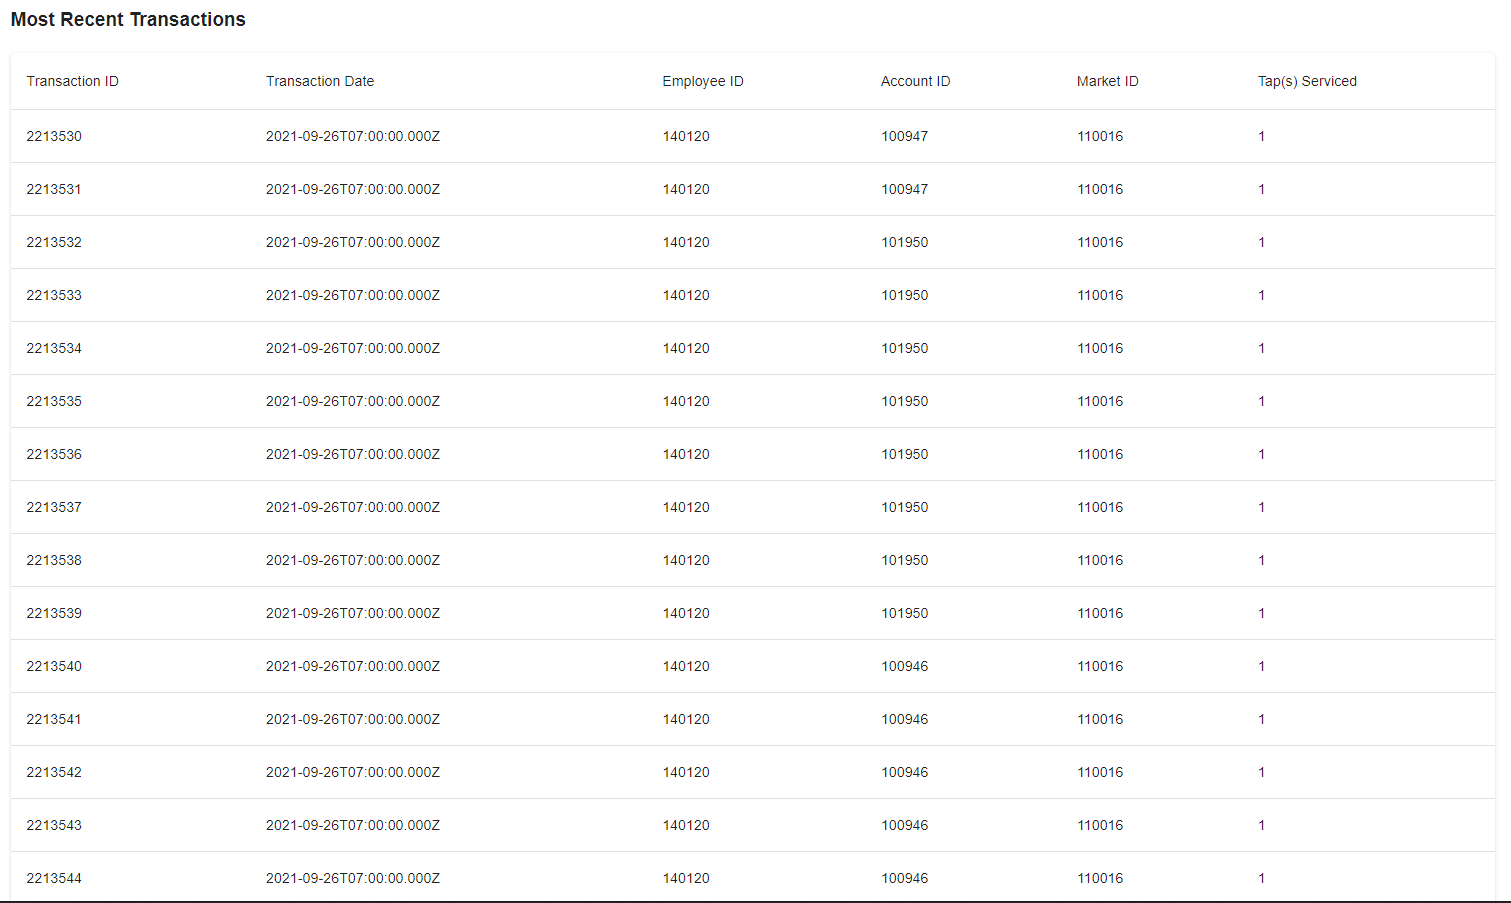 Most Recent Transactions
Transaction ID Transaction Date Employee ID Account ID Market ID Tap(s) Serviced
2213530 2021-09-26T07:00:00.000Z 140120 100947 110016 1
2213531 2021-09-26T07:00:00.000Z 140120 100947 110016 1
2213532 2021-09-26T07:00:00.000Z 140120 101950 110016 1
2213533 2021-09-26T07:00:00.000Z 140120 101950 110016 1
2213534 2021-09-26T07:00:00.000Z 140120 101950 110016 1
2213535 2021-09-26T07:00:00.000Z 140120 101950 110016 1
2213536 2021-09-26T07:00:00.000Z 140120 101950 110016 1
2213537 2021-09-26T07:00:00.000Z 140120 101950 110016 1
2213538 2021-09-26T07:00:00.000Z 140120 101950 110016 1
2213539 2021-09-26T07:00:00.000Z 140120 101950 110016 1
2213540 2021-09-26T07:00:00.000Z 140120 100946 110016 1
2213541 2021-09-26T07:00:00.000Z 140120 100946 110016 1
2213542 2021-09-26T07:00:00.000Z 140120 100946 110016 1
2213543 2021-09-26T07:00:00.000Z 140120 100946 110016 1
2213544 2021-09-26T07:00:00.000Z 140120 100946 110016 1